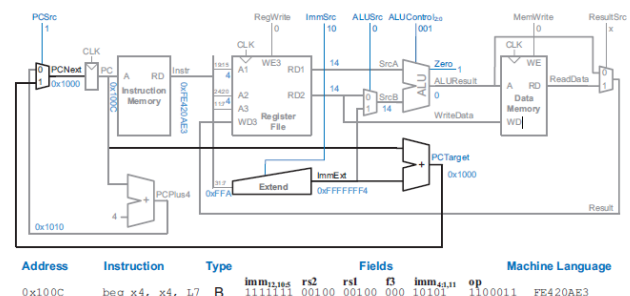 PCSrc
1
RegWrite
0
ImmSrc
10
ALUSrc
0
ALUControl2:0
001
MemWrite
0
ResultSrc
x
CLK
CLK
CLK
0
1
PCNext
0x1000
PC
0x100C
A RD
Instruction
Memory
Instr
0xFE420AE3
19:15
4
A1
WE3
RD1
14
SrcA
Zero
1
24:20
4
A2
RD2
14
0
1
SrcB
14
ALU
ALUResult
0
WE
A RD
Data
Memory
WD
ReadData
0
1
A3
WD3
Register
File
WriteData
31:7
0xFFA
Extend
ImmExt
0xFFFFFFF4
+
PCTarget
0x1000
PCPlus4
+
4
0x1010
Result
Address Instruction Type Fields Machine Language
imm12,10:5 rs2 rs1 f3 imm4:1,11 op
0x100C beq x4, x4, L7 B 1111111 00100 00100 000 10101 1100011 FE420AE3